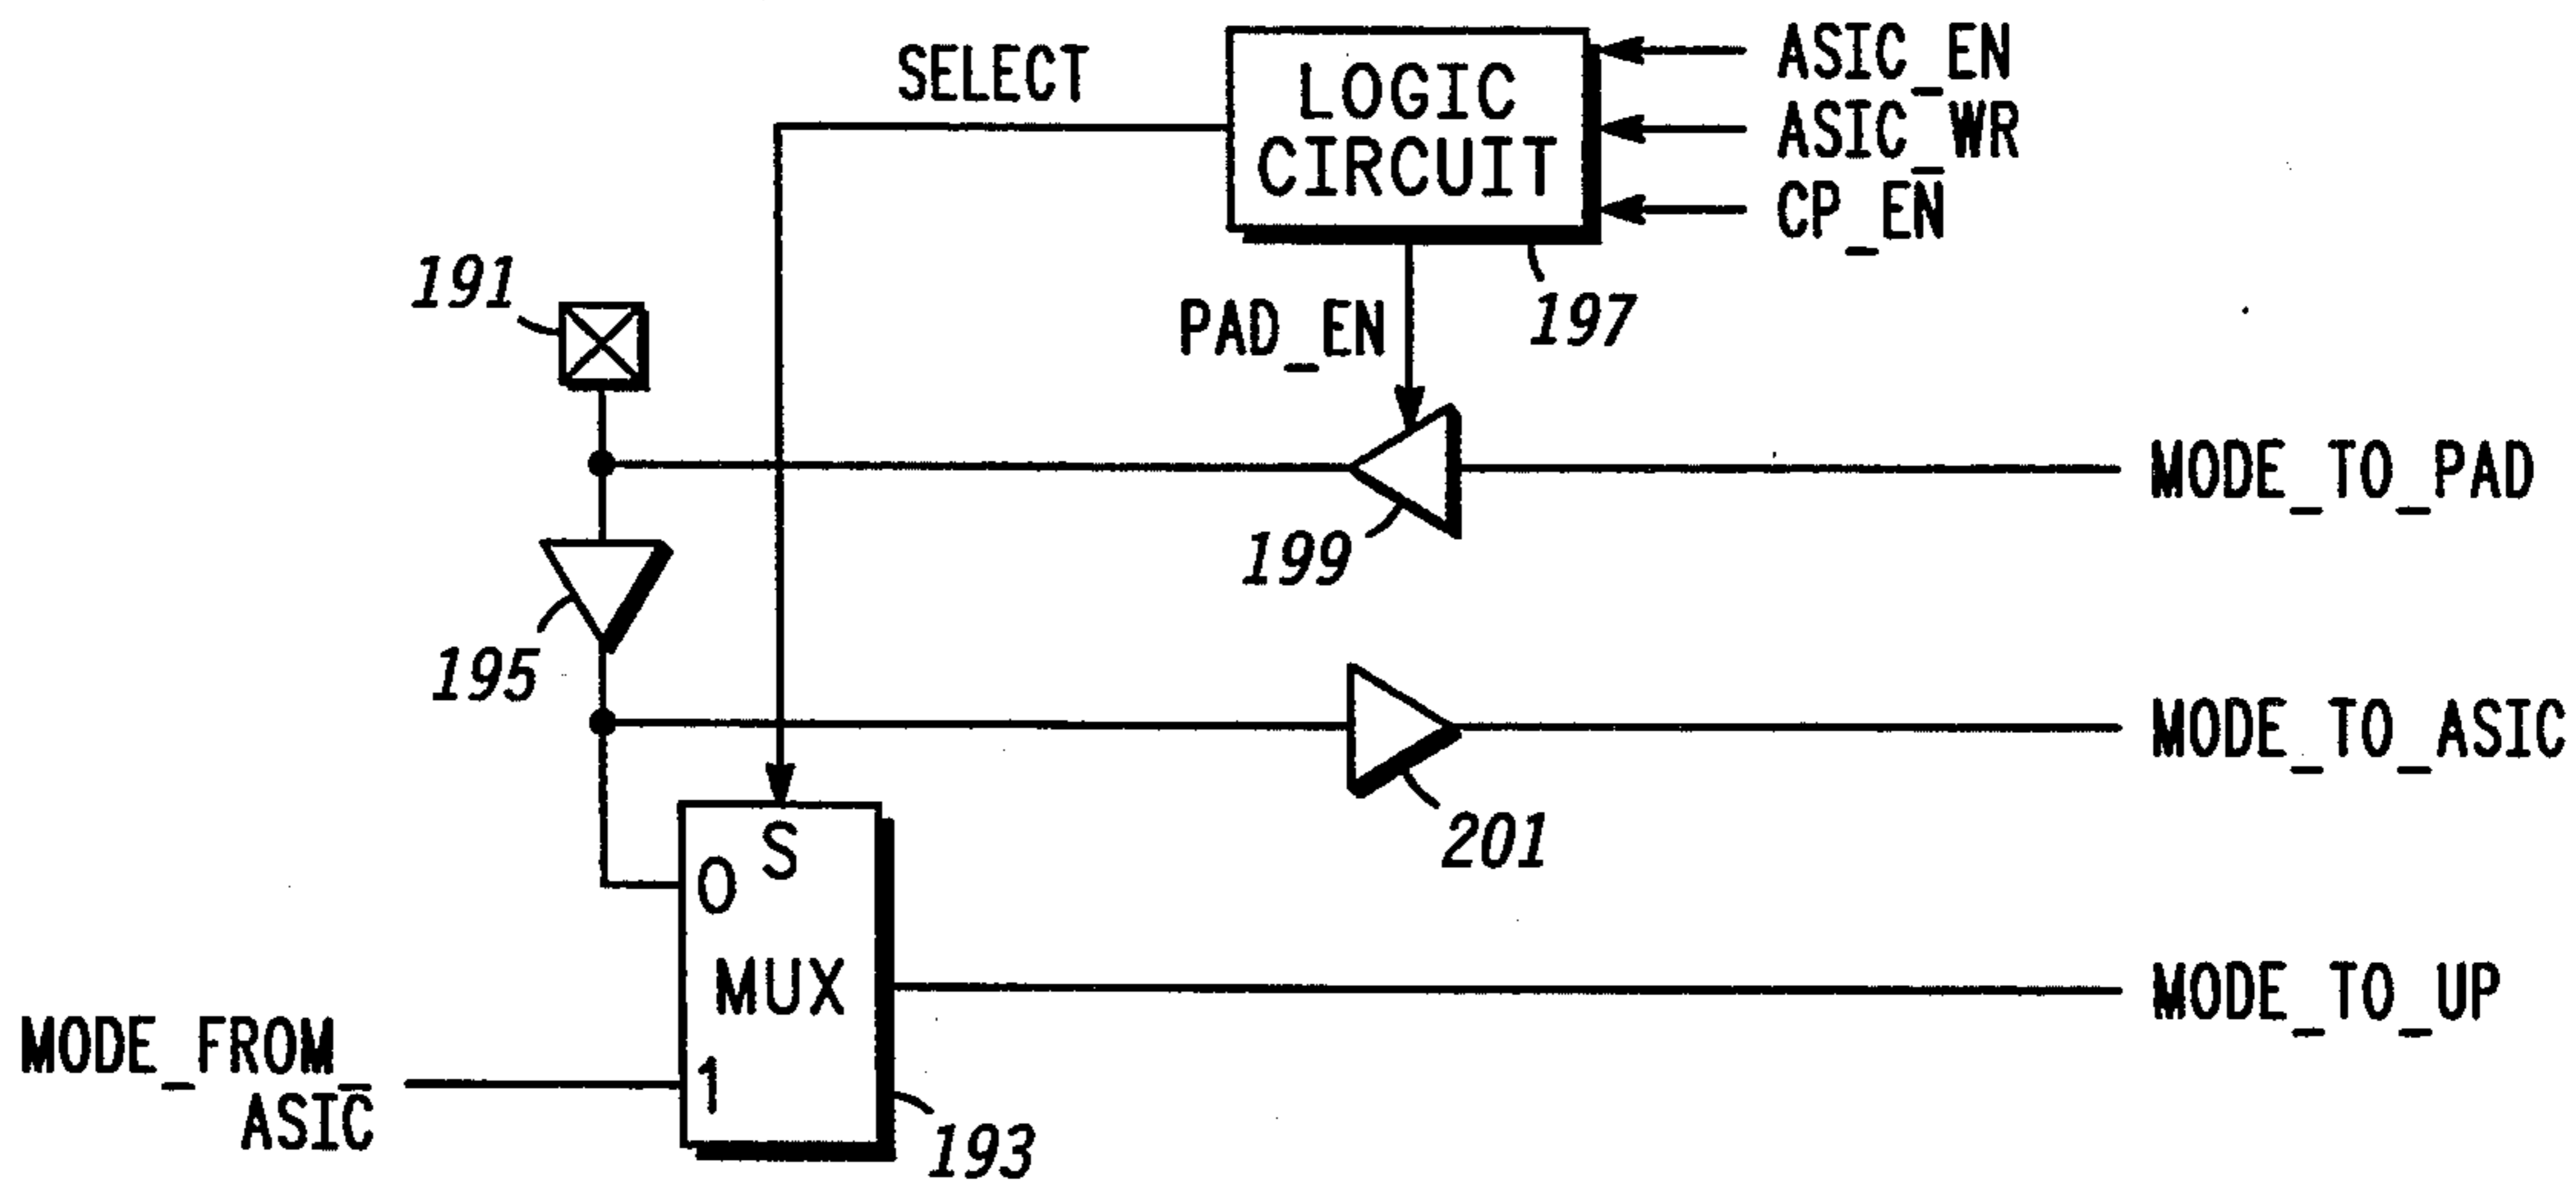 SELECT
LOGIC
CIRCUIT
ASIC_EN
ASIC_WR
CP_EN
191
PAD_EN
197
MODE_TO_PAD
199
195
MODE_TO_ASIC
201
S
0
MUX
MODE_TO_UP
MODE_FROM_
ASIC
1
193